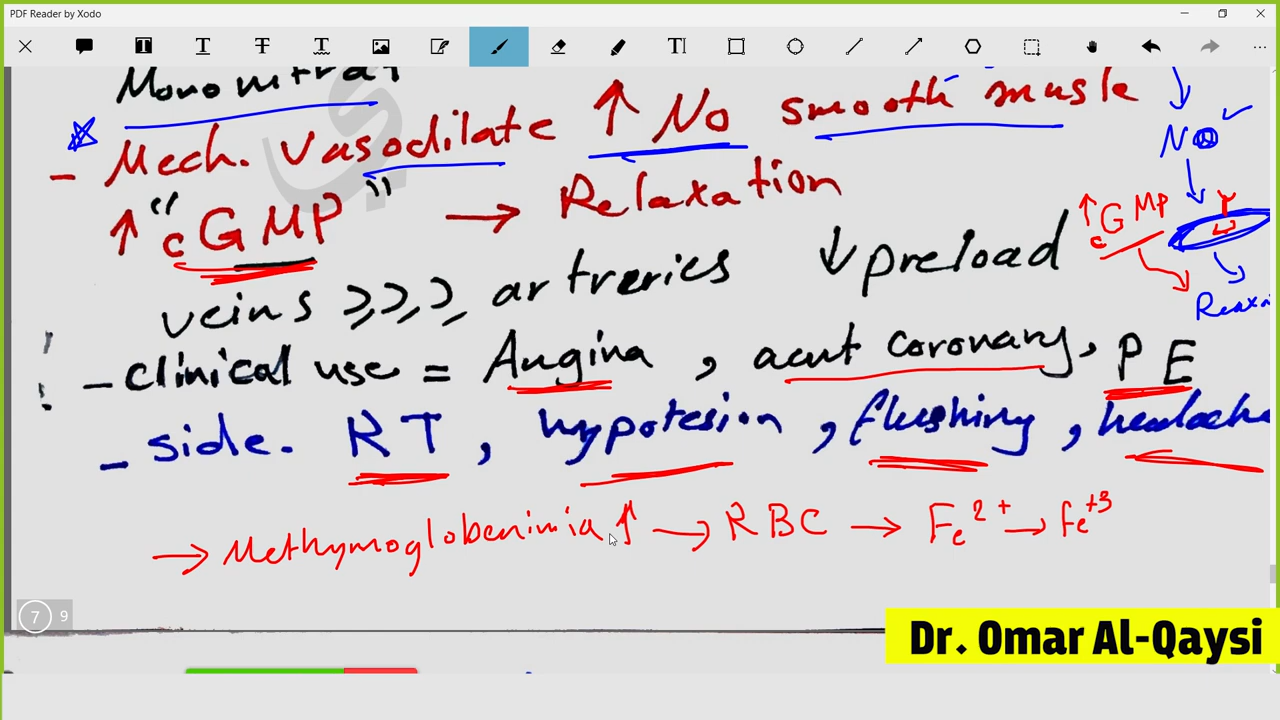 PDF Reader by Xodo
Mononitrat
- Mech. Vasodilate ↑ No smooth musle
↑ "cGMP" → Relaxation
veins ⩾⩾⩾ artreries ↓ preload
- clinical use = Angina , acut coronary, PE
- side. RT , hypotesion , flushing , headache
→ Methymoglobenimia ↑ → RBC → Fe2+ → Fe+3
NO
↑ cGMP
Relaxa
7 9
Dr. Omar Al-Qaysi